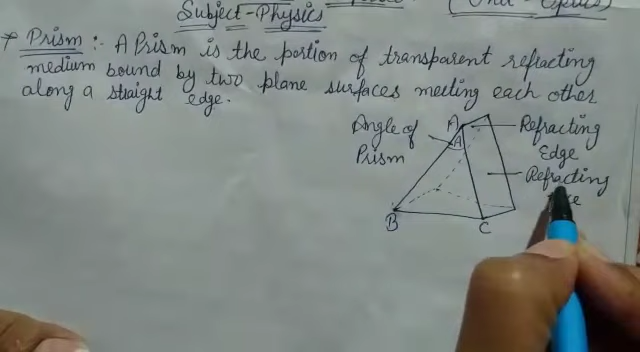 Subject-Physics
* Prism :- A Prism is the portion of transparent refracting
medium bound by two plane surfaces meeting each other
along a straight edge.
Angle of
Prism
A
A
Refracting
Edge
Refracting
B
C